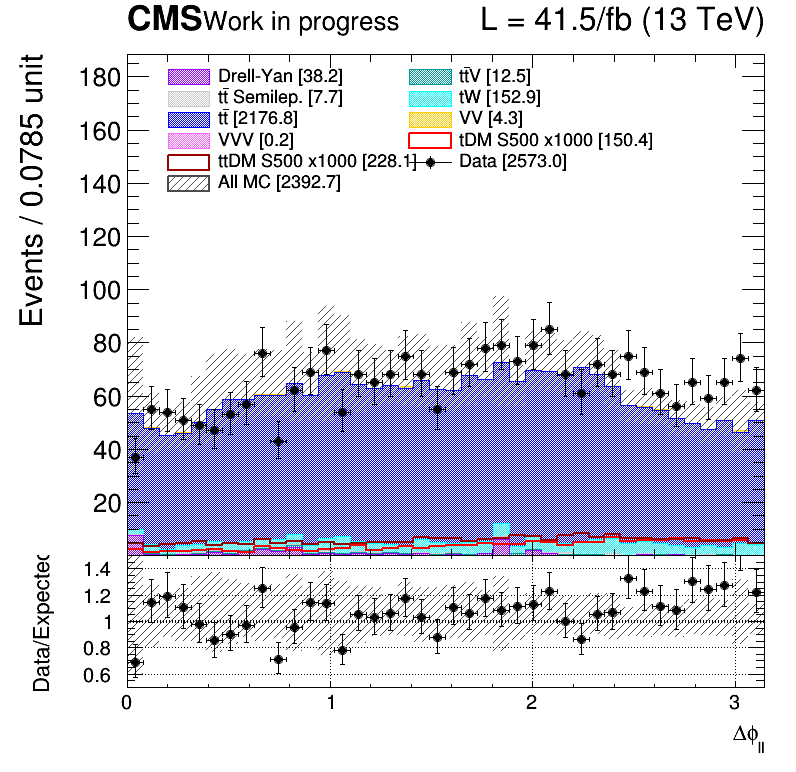 CMS Work in progress L = 41.5/fb (13 TeV)
Events / 0.0785 unit
180
160
140
120
100
80
60
40
20
Drell-Yan [38.2] tt̄V [12.5]
tt̄ Semilep. [7.7] tW [152.9]
tt̄ [2176.8] VV [4.3]
VVV [0.2] tDM S500 x1000 [150.4]
ttDM S500 x1000 [228.1] Data [2573.0]
All MC [2392.7]
Data/Expected
1.4
1.2
1
0.8
0.6
0 1 2 3
Δϕll